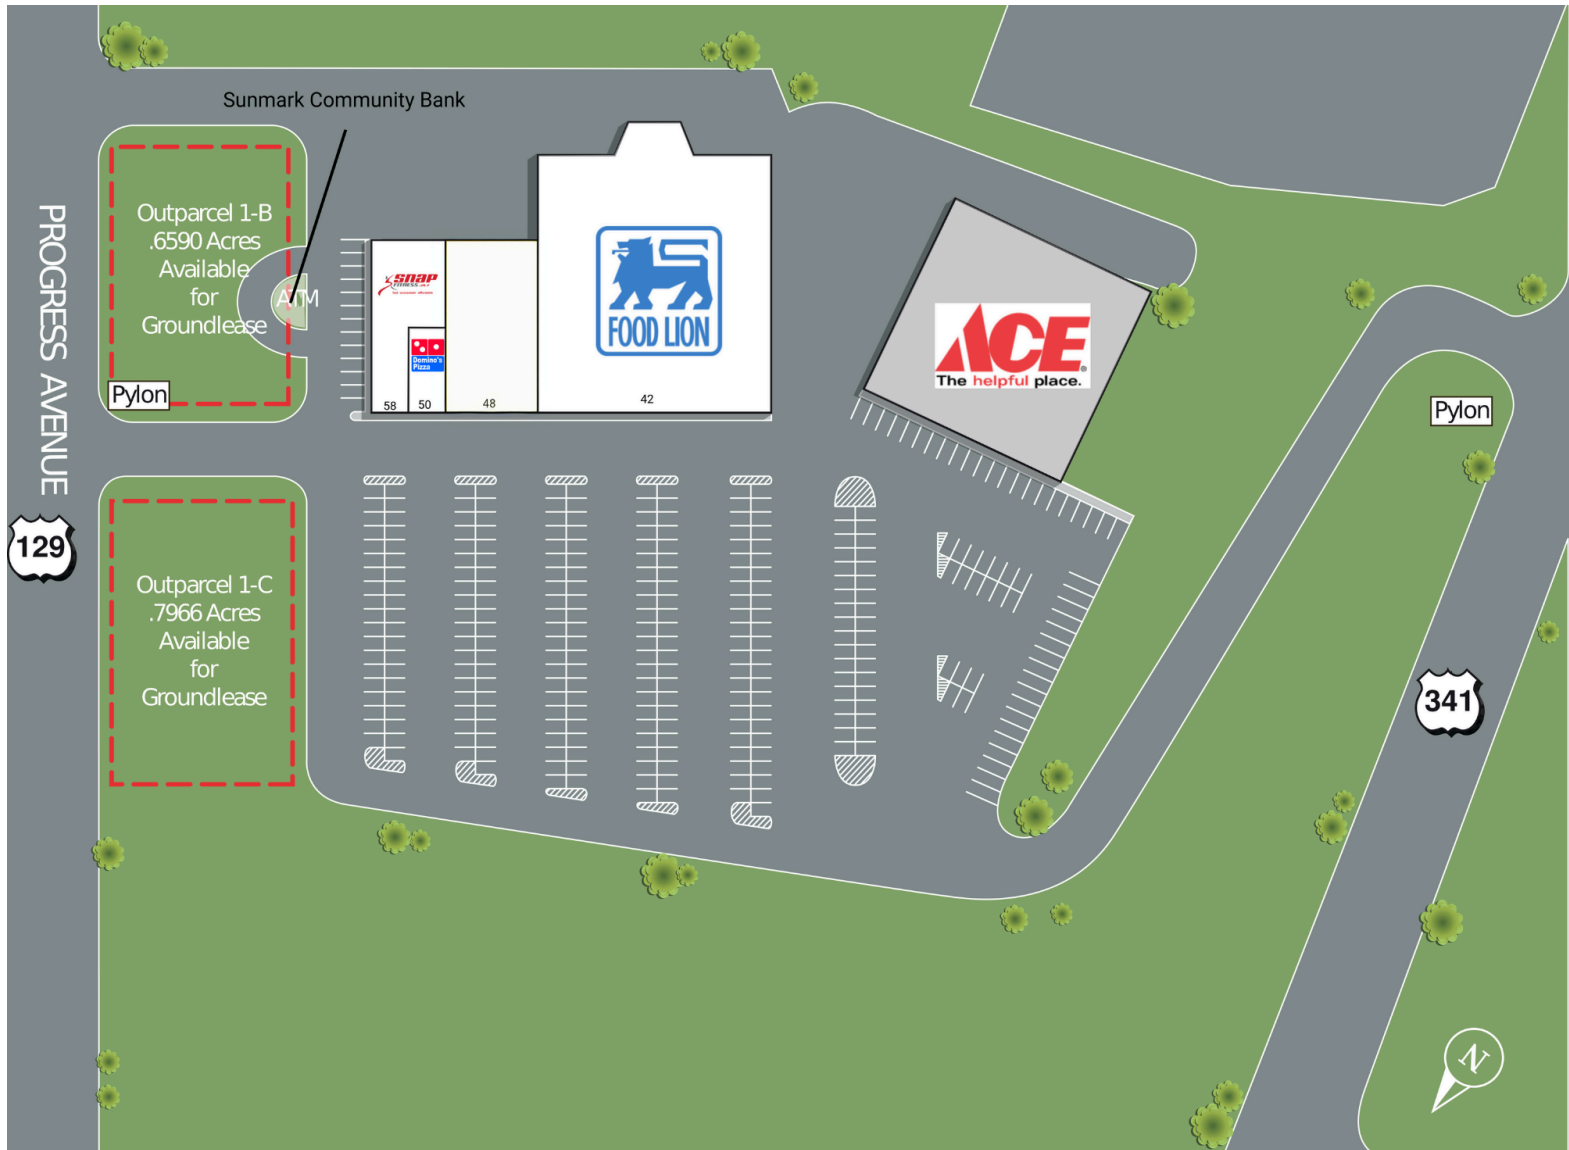 Sunmark Community Bank
Outparcel 1-B
.6590 Acres
Available
for
Groundlease
ATM
Pylon
PROGRESS AVENUE
129
Outparcel 1-C
.7966 Acres
Available
for
Groundlease
SNAP
FITNESS
Domino's
Pizza
58
50
48
FOOD LION
42
ACE
The helpful place.
Pylon
341
N